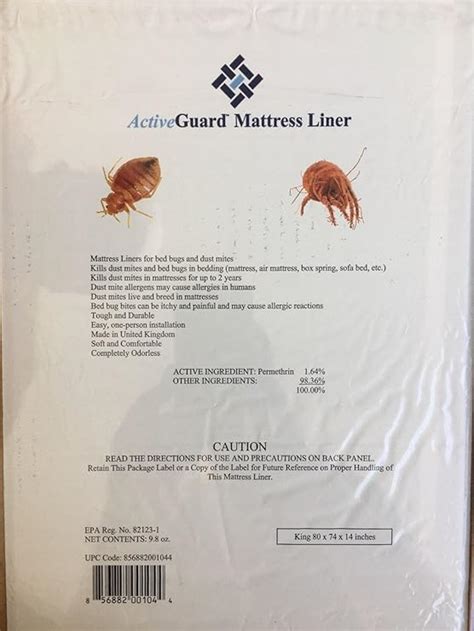 ActiveGuard™ Mattress Liner
Mattress Liners for bed bugs and dust mites
Kills dust mites and bed bugs in bedding (mattress, air mattress, box spring, sofa bed, etc.)
Kills dust mites in mattresses for up to 2 years
Dust mite allergens may cause allergies in humans
Dust mites live and breed in mattresses
Bed bug bites can be itchy and painful and may cause allergic reactions
Tough and Durable
Easy, one-person installation
Made in United Kingdom
Soft and Comfortable
Completely Odorless
ACTIVE INGREDIENT: Permethrin 1.64%
OTHER INGREDIENTS: 98.36%
100.00%
CAUTION
READ THE DIRECTIONS FOR USE AND PRECAUTIONS ON BACK PANEL.
Retain This Package Label or a Copy of the Label for Future Reference on Proper Handling of
This Mattress Liner.
EPA Reg. No. 82123-1
NET CONTENTS: 9.8 oz.
King 80 x 74 x 14 inches
UPC Code: 856882001044
8 56882 00104 4